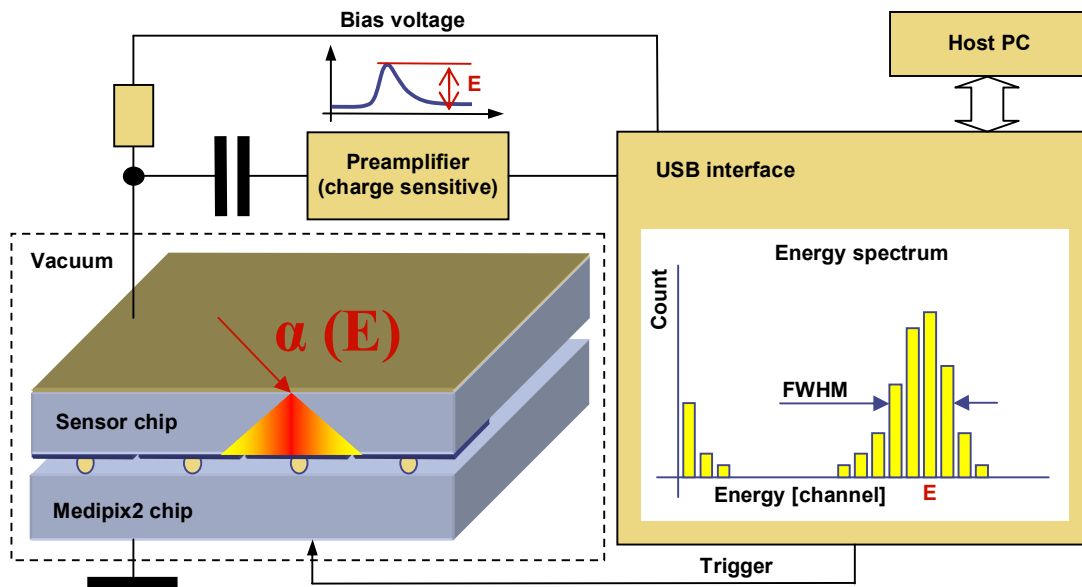 Bias voltage
Host PC
E
Preamplifier
(charge sensitive)
USB interface
Vacuum
α (E)
Sensor chip
Medipix2 chip
Energy spectrum
Count
FWHM
Energy [channel]
E
Trigger